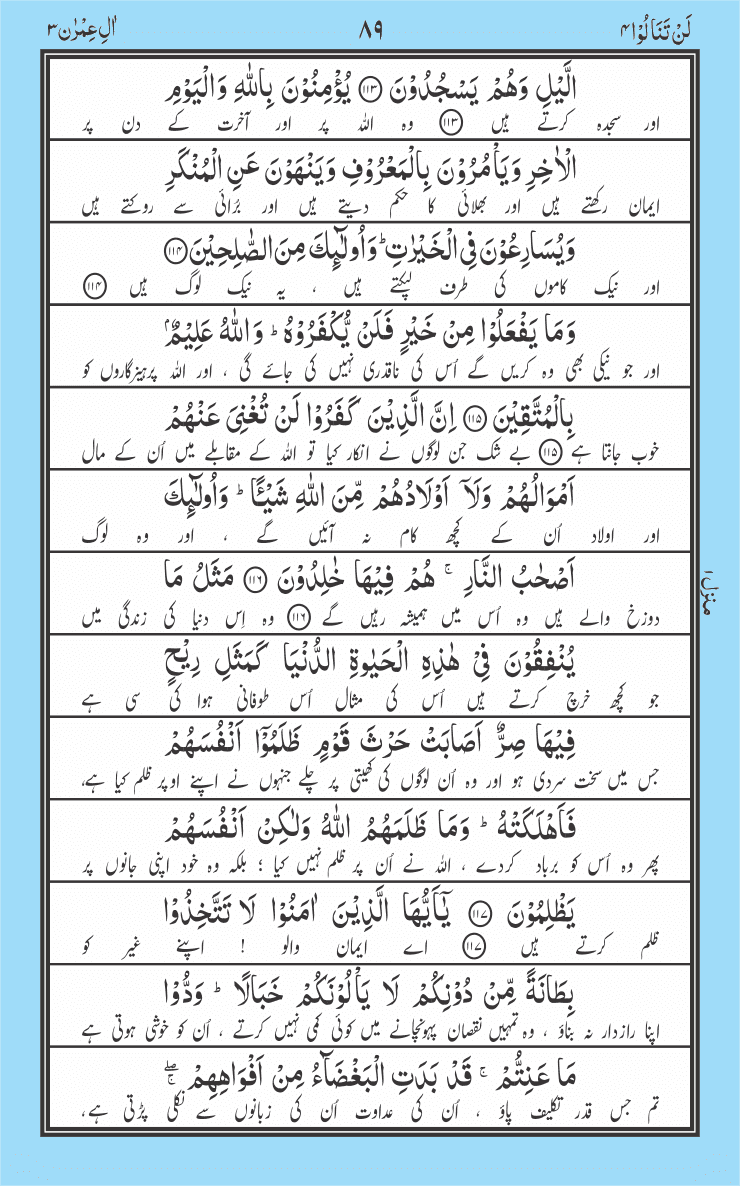 لَنْ تَنَالُوْا ۴
۸۹
اٰلِ عِمْرٰن ۳
الَّيْلِ وَهُمْ يَسْجُدُوْنَ ۝۱۱۳ يُؤْمِنُوْنَ بِاللّٰهِ وَالْيَوْمِ
اور سجدہ کرتے ہیں ۝۱۱۳ وہ اللہ پر اور آخرت کے دن پر
الْاٰخِرِ وَيَاْمُرُوْنَ بِالْمَعْرُوْفِ وَيَنْهَوْنَ عَنِ الْمُنْكَرِ
ایمان رکھتے ہیں اور بھلائی کا حکم دیتے ہیں اور بُرائی سے روکتے ہیں
وَيُسَارِعُوْنَ فِي الْخَيْرٰتِ ؕ وَاُولٰٓئِكَ مِنَ الصّٰلِحِيْنَ ۝۱۱۴
اور نیک کاموں کی طرف لپکتے ہیں ، یہ نیک لوگ ہیں ۝۱۱۴
وَمَا يَفْعَلُوْا مِنْ خَيْرٍ فَلَنْ يُّكْفَرُوْهُ ؕ وَاللّٰهُ عَلِيْمٌۢ
اور جو نیکی بھی وہ کریں گے اُس کی ناقدری نہیں کی جائے گی ، اور اللہ پرہیزگاروں کو
بِالْمُتَّقِيْنَ ۝۱۱۵ اِنَّ الَّذِيْنَ كَفَرُوْا لَنْ تُغْنِيَ عَنْهُمْ
خوب جانتا ہے ۝۱۱۵ بے شک جن لوگوں نے انکار کیا تو اللہ کے مقابلے میں اُن کے مال
اَمْوَالُهُمْ وَلَاۤ اَوْلَادُهُمْ مِّنَ اللّٰهِ شَيْـًٔا ؕ وَاُولٰٓئِكَ
اور اولاد اُن کے کچھ کام نہ آئیں گے ، اور وہ لوگ
اَصْحٰبُ النَّارِ ۚ هُمْ فِيْهَا خٰلِدُوْنَ ۝۱۱۶ مَثَلُ مَا
دوزخ والے ہیں وہ اُس میں ہمیشہ رہیں گے ۝۱۱۶ وہ اِس دنیا کی زندگی میں
يُنْفِقُوْنَ فِيْ هٰذِهِ الْحَيٰوةِ الدُّنْيَا كَمَثَلِ رِيْحٍ
جو کچھ خرچ کرتے ہیں اُس کی مثال اُس طوفانی ہوا کی سی ہے
فِيْهَا صِرٌّ اَصَابَتْ حَرْثَ قَوْمٍ ظَلَمُوْۤا اَنْفُسَهُمْ
جس میں سخت سردی ہو اور وہ اُن لوگوں کی کھیتی پر چلے جنہوں نے اپنے اوپر ظلم کیا ہے،
فَاَهْلَكَتْهُ ؕ وَمَا ظَلَمَهُمُ اللّٰهُ وَلٰكِنْ اَنْفُسَهُمْ
پھر وہ اُس کو برباد کردے ، اللہ نے اُن پر ظلم نہیں کیا ؛ بلکہ وہ خود اپنی جانوں پر
يَظْلِمُوْنَ ۝۱۱۷ يٰۤاَيُّهَا الَّذِيْنَ اٰمَنُوْا لَا تَتَّخِذُوْا
ظلم کرتے ہیں ۝۱۱۷ اے ایمان والو ! اپنے غیر کو
بِطَانَةً مِّنْ دُوْنِكُمْ لَا يَاْلُوْنَكُمْ خَبَالًا ؕ وَدُّوْا
اپنا رازدار نہ بناؤ ، وہ تمہیں نقصان پہونچانے میں کوئی کمی نہیں کرتے ، اُن کو خوشی ہوتی ہے
مَا عَنِتُّمْ ۚ قَدْ بَدَتِ الْبَغْضَآءُ مِنْ اَفْوَاهِهِمْ ۖۚ
تم جس قدر تکلیف پاؤ ، اُن کی عداوت اُن کی زبانوں سے نکلی پڑتی ہے،
منزل ۱